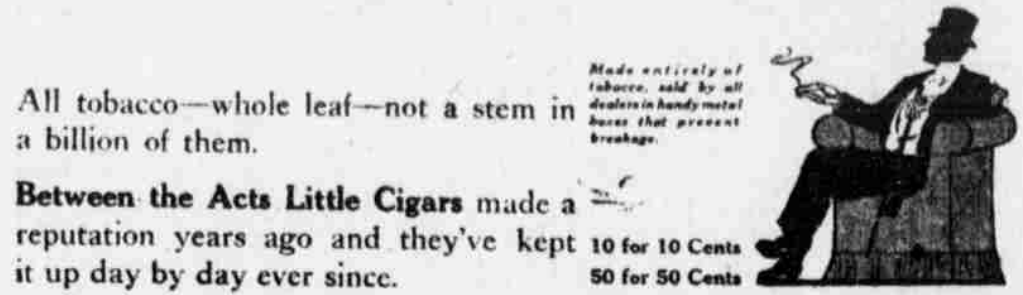 All tobacco—whole leaf—not a stem in
a billion of them.
Between the Acts Little Cigars made a
reputation years ago and they've kept
it up day by day ever since.
Made entirely of
tobacco, sold by all
dealers in handy metal
boxes that prevent
breakage.
10 for 10 Cents
50 for 50 Cents